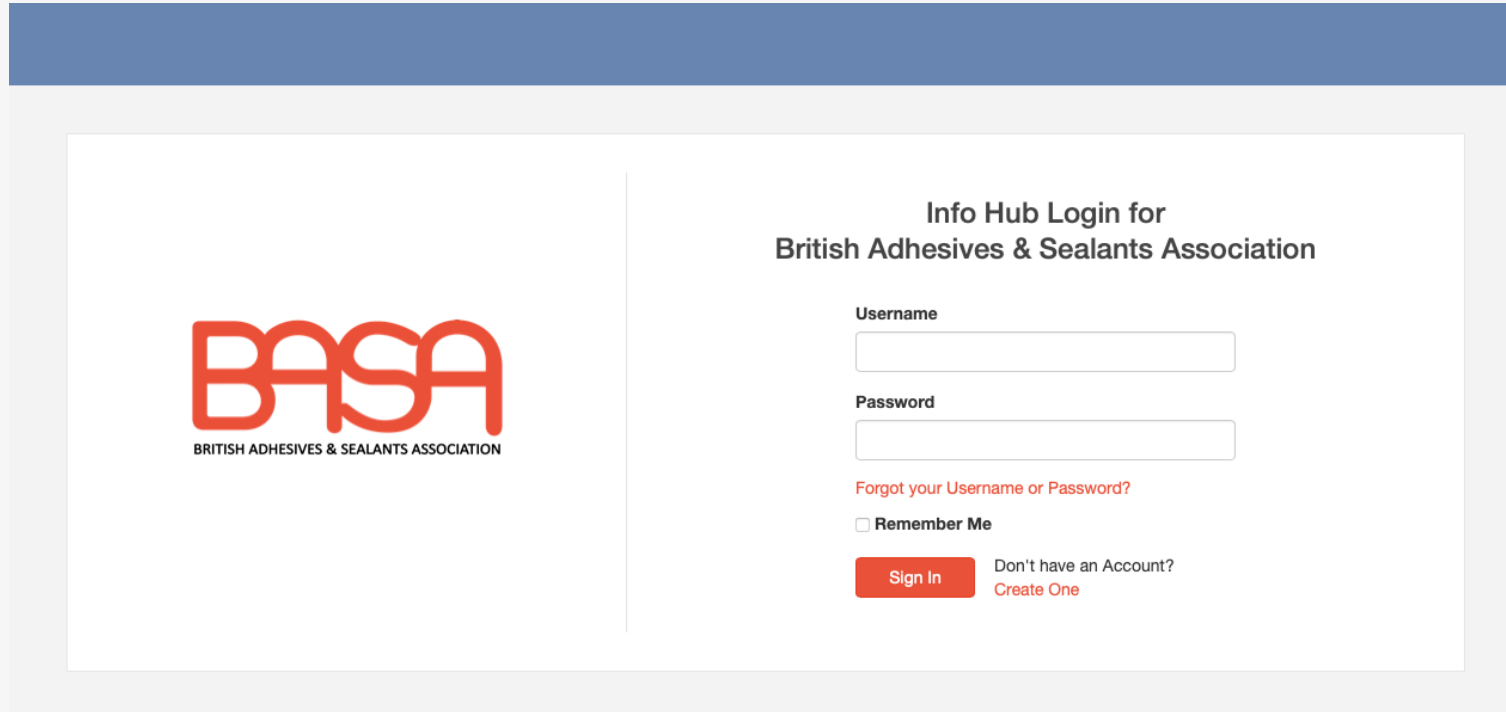 BASA
BRITISH ADHESIVES & SEALANTS ASSOCIATION
Info Hub Login for
British Adhesives & Sealants Association
Username
Password
Forgot your Username or Password?
Remember Me
Sign In
Don't have an Account?
Create One